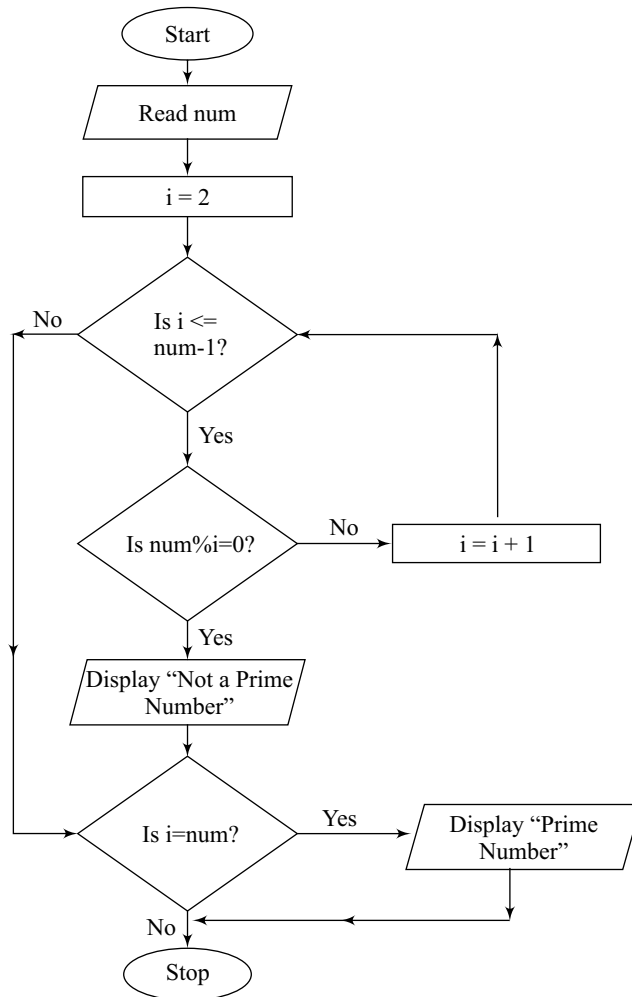 Start
Read num
i = 2
Is i <=
num-1?
No
Yes
Is num%i=0?
No
i = i + 1
Yes
Display “Not a Prime
Number”
Is i=num?
Yes
Display “Prime
Number”
No
Stop